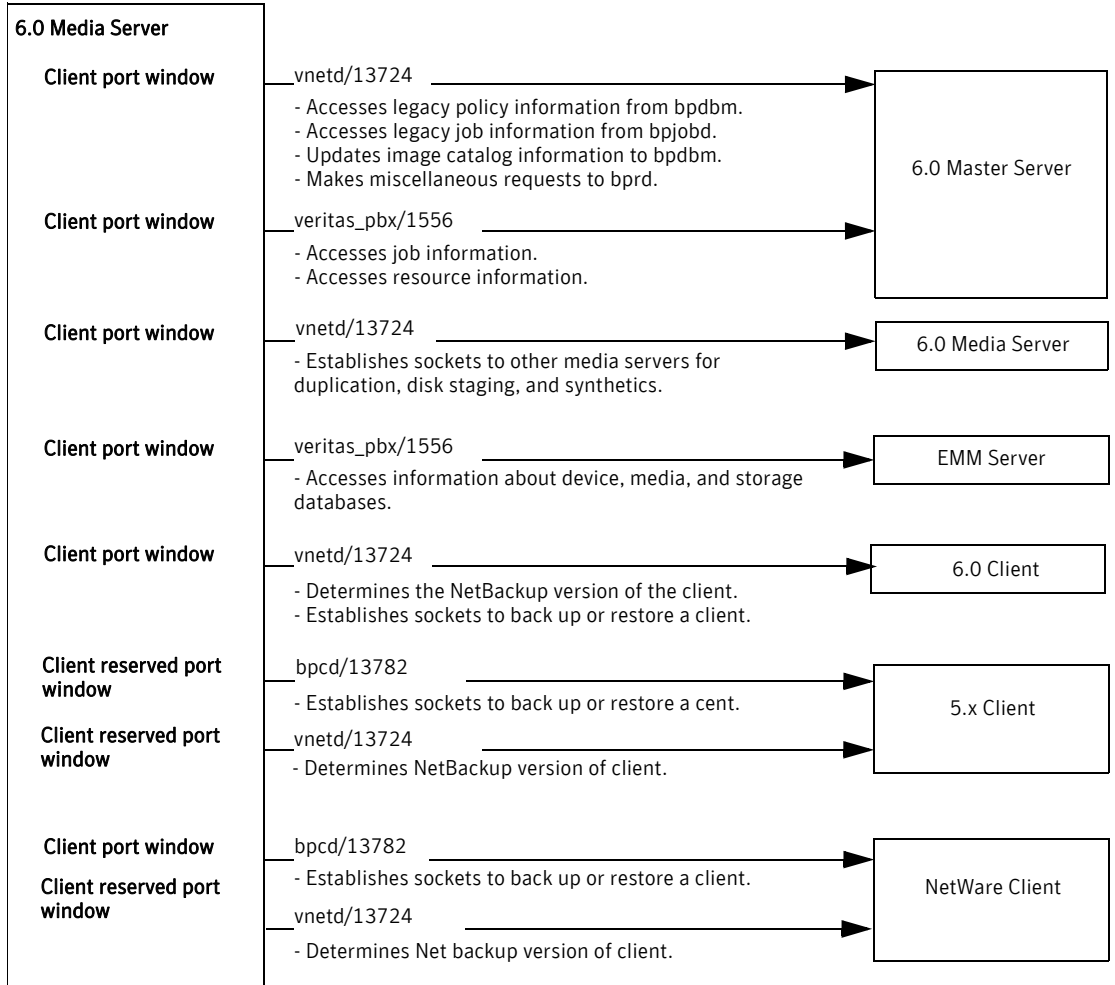 6.0 Media Server
Client port window
vnetd/13724
- Accesses legacy policy information from bpdbm.
- Accesses legacy job information from bpjobd.
- Updates image catalog information to bpdbm.
- Makes miscellaneous requests to bprd.
6.0 Master Server
Client port window
veritas_pbx/1556
- Accesses job information.
- Accesses resource information.
Client port window
vnetd/13724
- Establishes sockets to other media servers for
duplication, disk staging, and synthetics.
6.0 Media Server
Client port window
veritas_pbx/1556
- Accesses information about device, media, and storage
databases.
EMM Server
Client port window
vnetd/13724
- Determines the NetBackup version of the client.
- Establishes sockets to back up or restore a client.
6.0 Client
Client reserved port
window
bpcd/13782
- Establishes sockets to back up or restore a cent.
5.x Client
Client reserved port
window
vnetd/13724
- Determines NetBackup version of client.
Client port window
bpcd/13782
- Establishes sockets to back up or restore a client.
NetWare Client
Client reserved port
window
vnetd/13724
- Determines Net backup version of client.